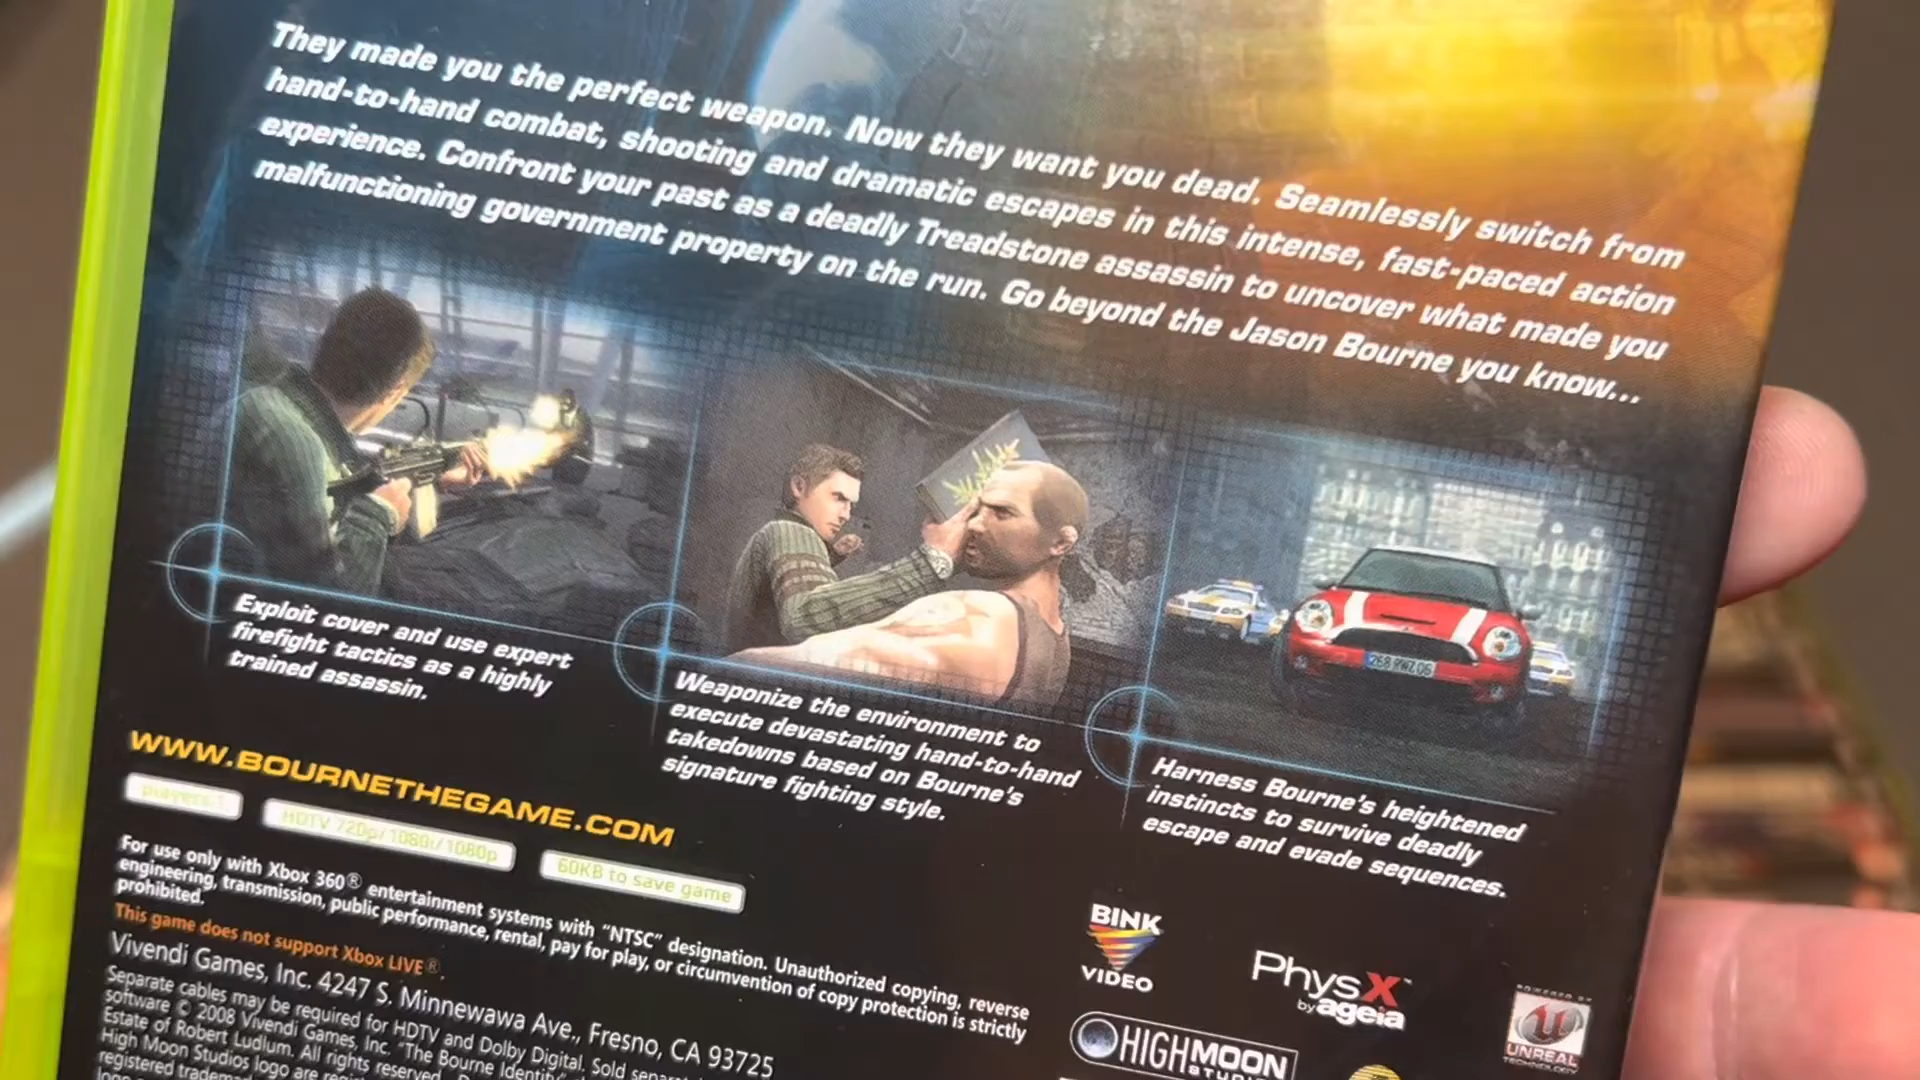 They made you the perfect weapon. Now they want you dead. Seamlessly switch from
hand-to-hand combat, shooting and dramatic escapes in this intense, fast-paced action
experience. Confront your past as a deadly Treadstone assassin to uncover what made you
malfunctioning government property on the run. Go beyond the Jason Bourne you know...
Exploit cover and use expert
firefight tactics as a highly
trained assassin.
Weaponize the environment to
execute devastating hand-to-hand
takedowns based on Bourne's
signature fighting style.
Harness Bourne's heightened
instincts to survive deadly
escape and evade sequences.
WWW.BOURNETHEGAME.COM
players 1
HDTV 720p/1080i/1080p
60KB to save game
For use only with Xbox 360® entertainment systems with "NTSC" designation. Unauthorized copying, reverse
engineering, transmission, public performance, rental, pay for play, or circumvention of copy protection is strictly
prohibited.
This game does not support Xbox LIVE®.
Vivendi Games, Inc. 4247 S. Minnewawa Ave., Fresno, CA 93725
Separate cables may be required for HDTV and Dolby Digital. Sold
software © 2008 Vivendi Games, Inc. "The Bourne Identity"
Estate of Robert Ludlum. All rights reserved.
High Moon Studios logo are
registered
BINK
VIDEO
PhysX™
by ageia
HIGHMOON
STUDIOS
POWERED BY
UNREAL
TECHNOLOGY